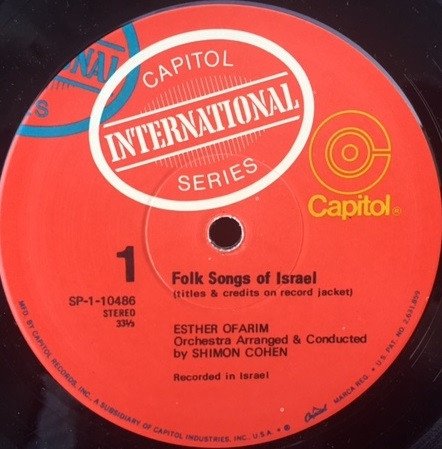 NAL
S
CAPITOL
INTERNATIONAL
SERIES
Capitol®
1
Folk Songs of Israel
(titles & credits on record jacket)
SP-1-10486
STEREO
33⅓
ESTHER OFARIM
Orchestra Arranged & Conducted
by SHIMON COHEN
Recorded in Israel
MFD. BY CAPITOL RECORDS, INC., A SUBSIDIARY OF CAPITOL INDUSTRIES, INC., U.S.A. • ℗ Capitol MARCA REG. • U.S. PAT. NO. 2,631,859